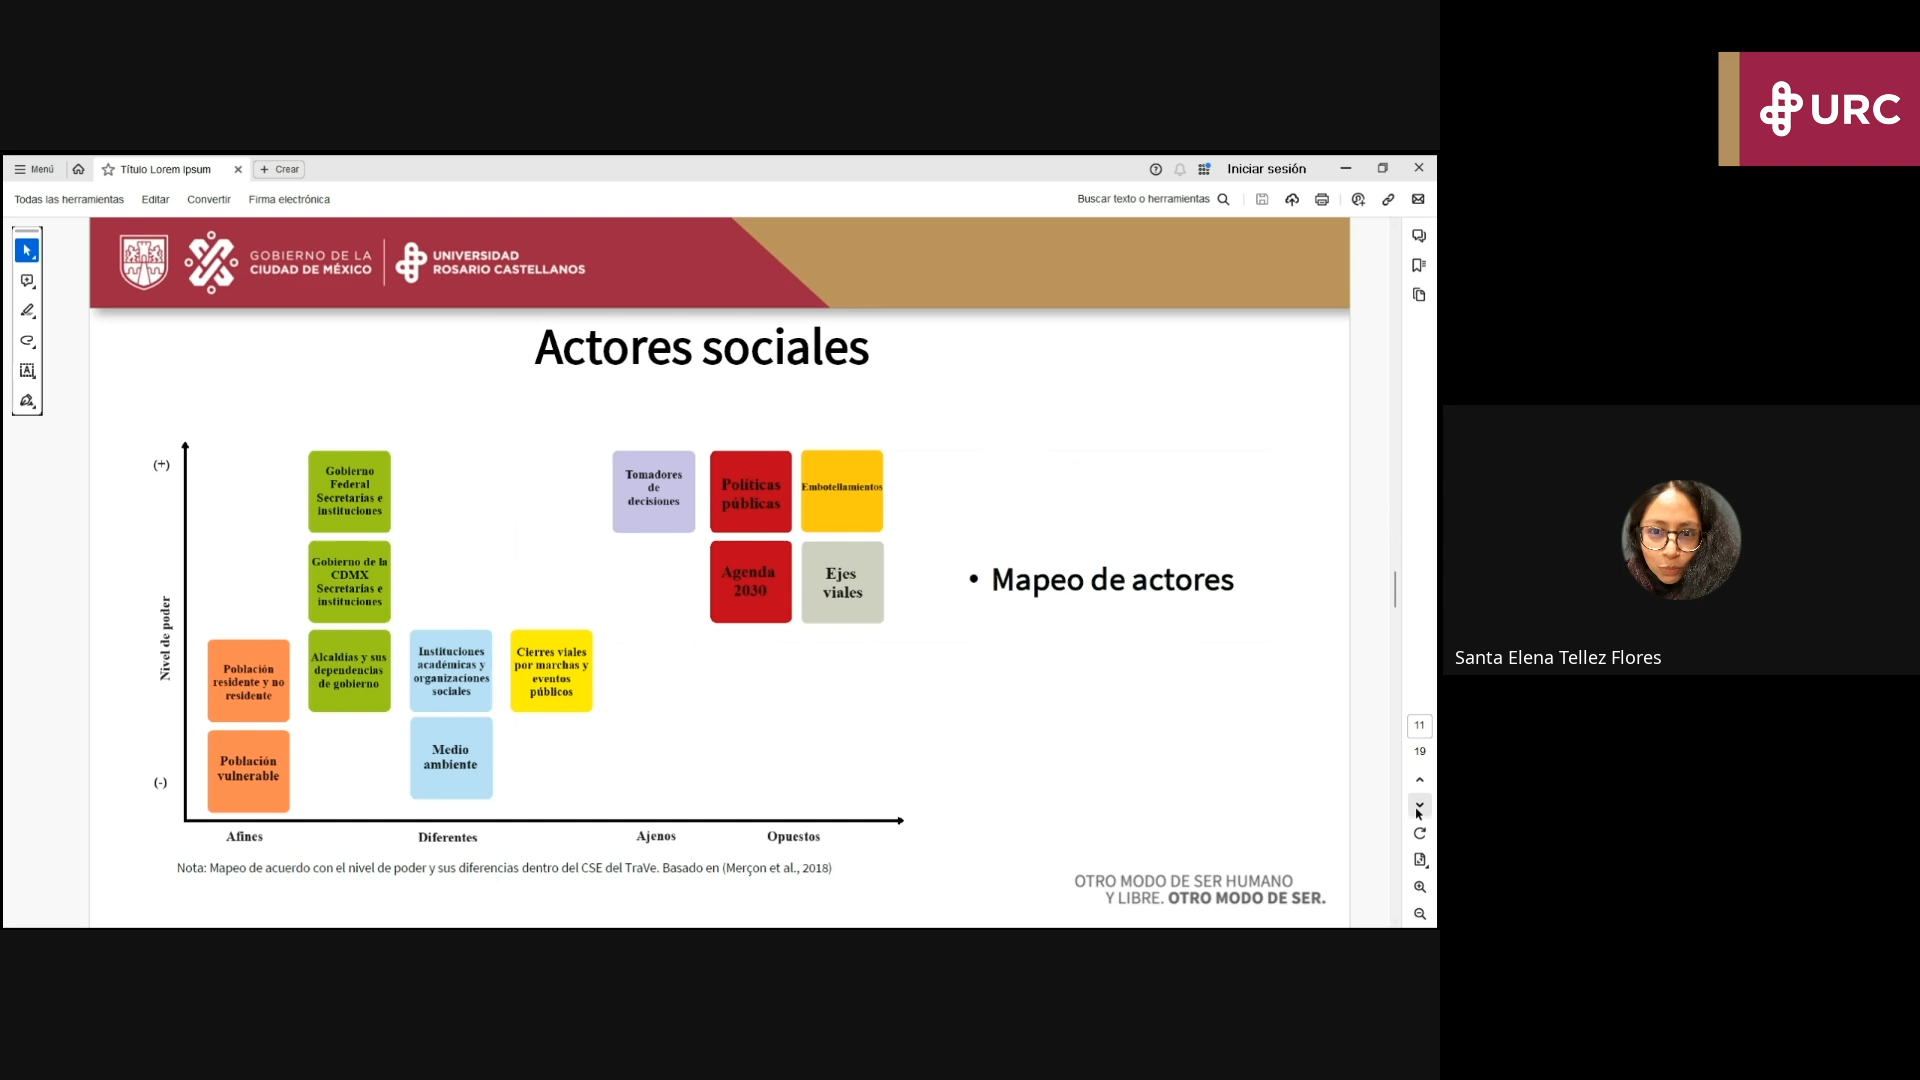 URC
Menú
Título Lorem Ipsum
Crear
Iniciar sesión
Todas las herramientas
Editar
Convertir
Firma electrónica
Buscar texto o herramientas
GOBIERNO DE LA
CIUDAD DE MÉXICO
UNIVERSIDAD
ROSARIO CASTELLANOS
Actores sociales
(+)
Nivel de poder
(-)
Gobierno
Federal
Secretarías e
instituciones
Tomadores
de
decisiones
Políticas
públicas
Embotellamientos
Gobierno de la
CDMX
Secretarías e
instituciones
Agenda
2030
Ejes
viales
• Mapeo de actores
Población
residente y no
residente
Alcaldías y sus
dependencias
de gobierno
Instituciones
académicas y
organizaciones
sociales
Cierres viales
por marchas y
eventos
públicos
Población
vulnerable
Medio
ambiente
Afines
Diferentes
Ajenos
Opuestos
Nota: Mapeo de acuerdo con el nivel de poder y sus diferencias dentro del CSE del TraVe. Basado en (Merçon et al., 2018)
OTRO MODO DE SER HUMANO
Y LIBRE. OTRO MODO DE SER.
11
19
Santa Elena Tellez Flores